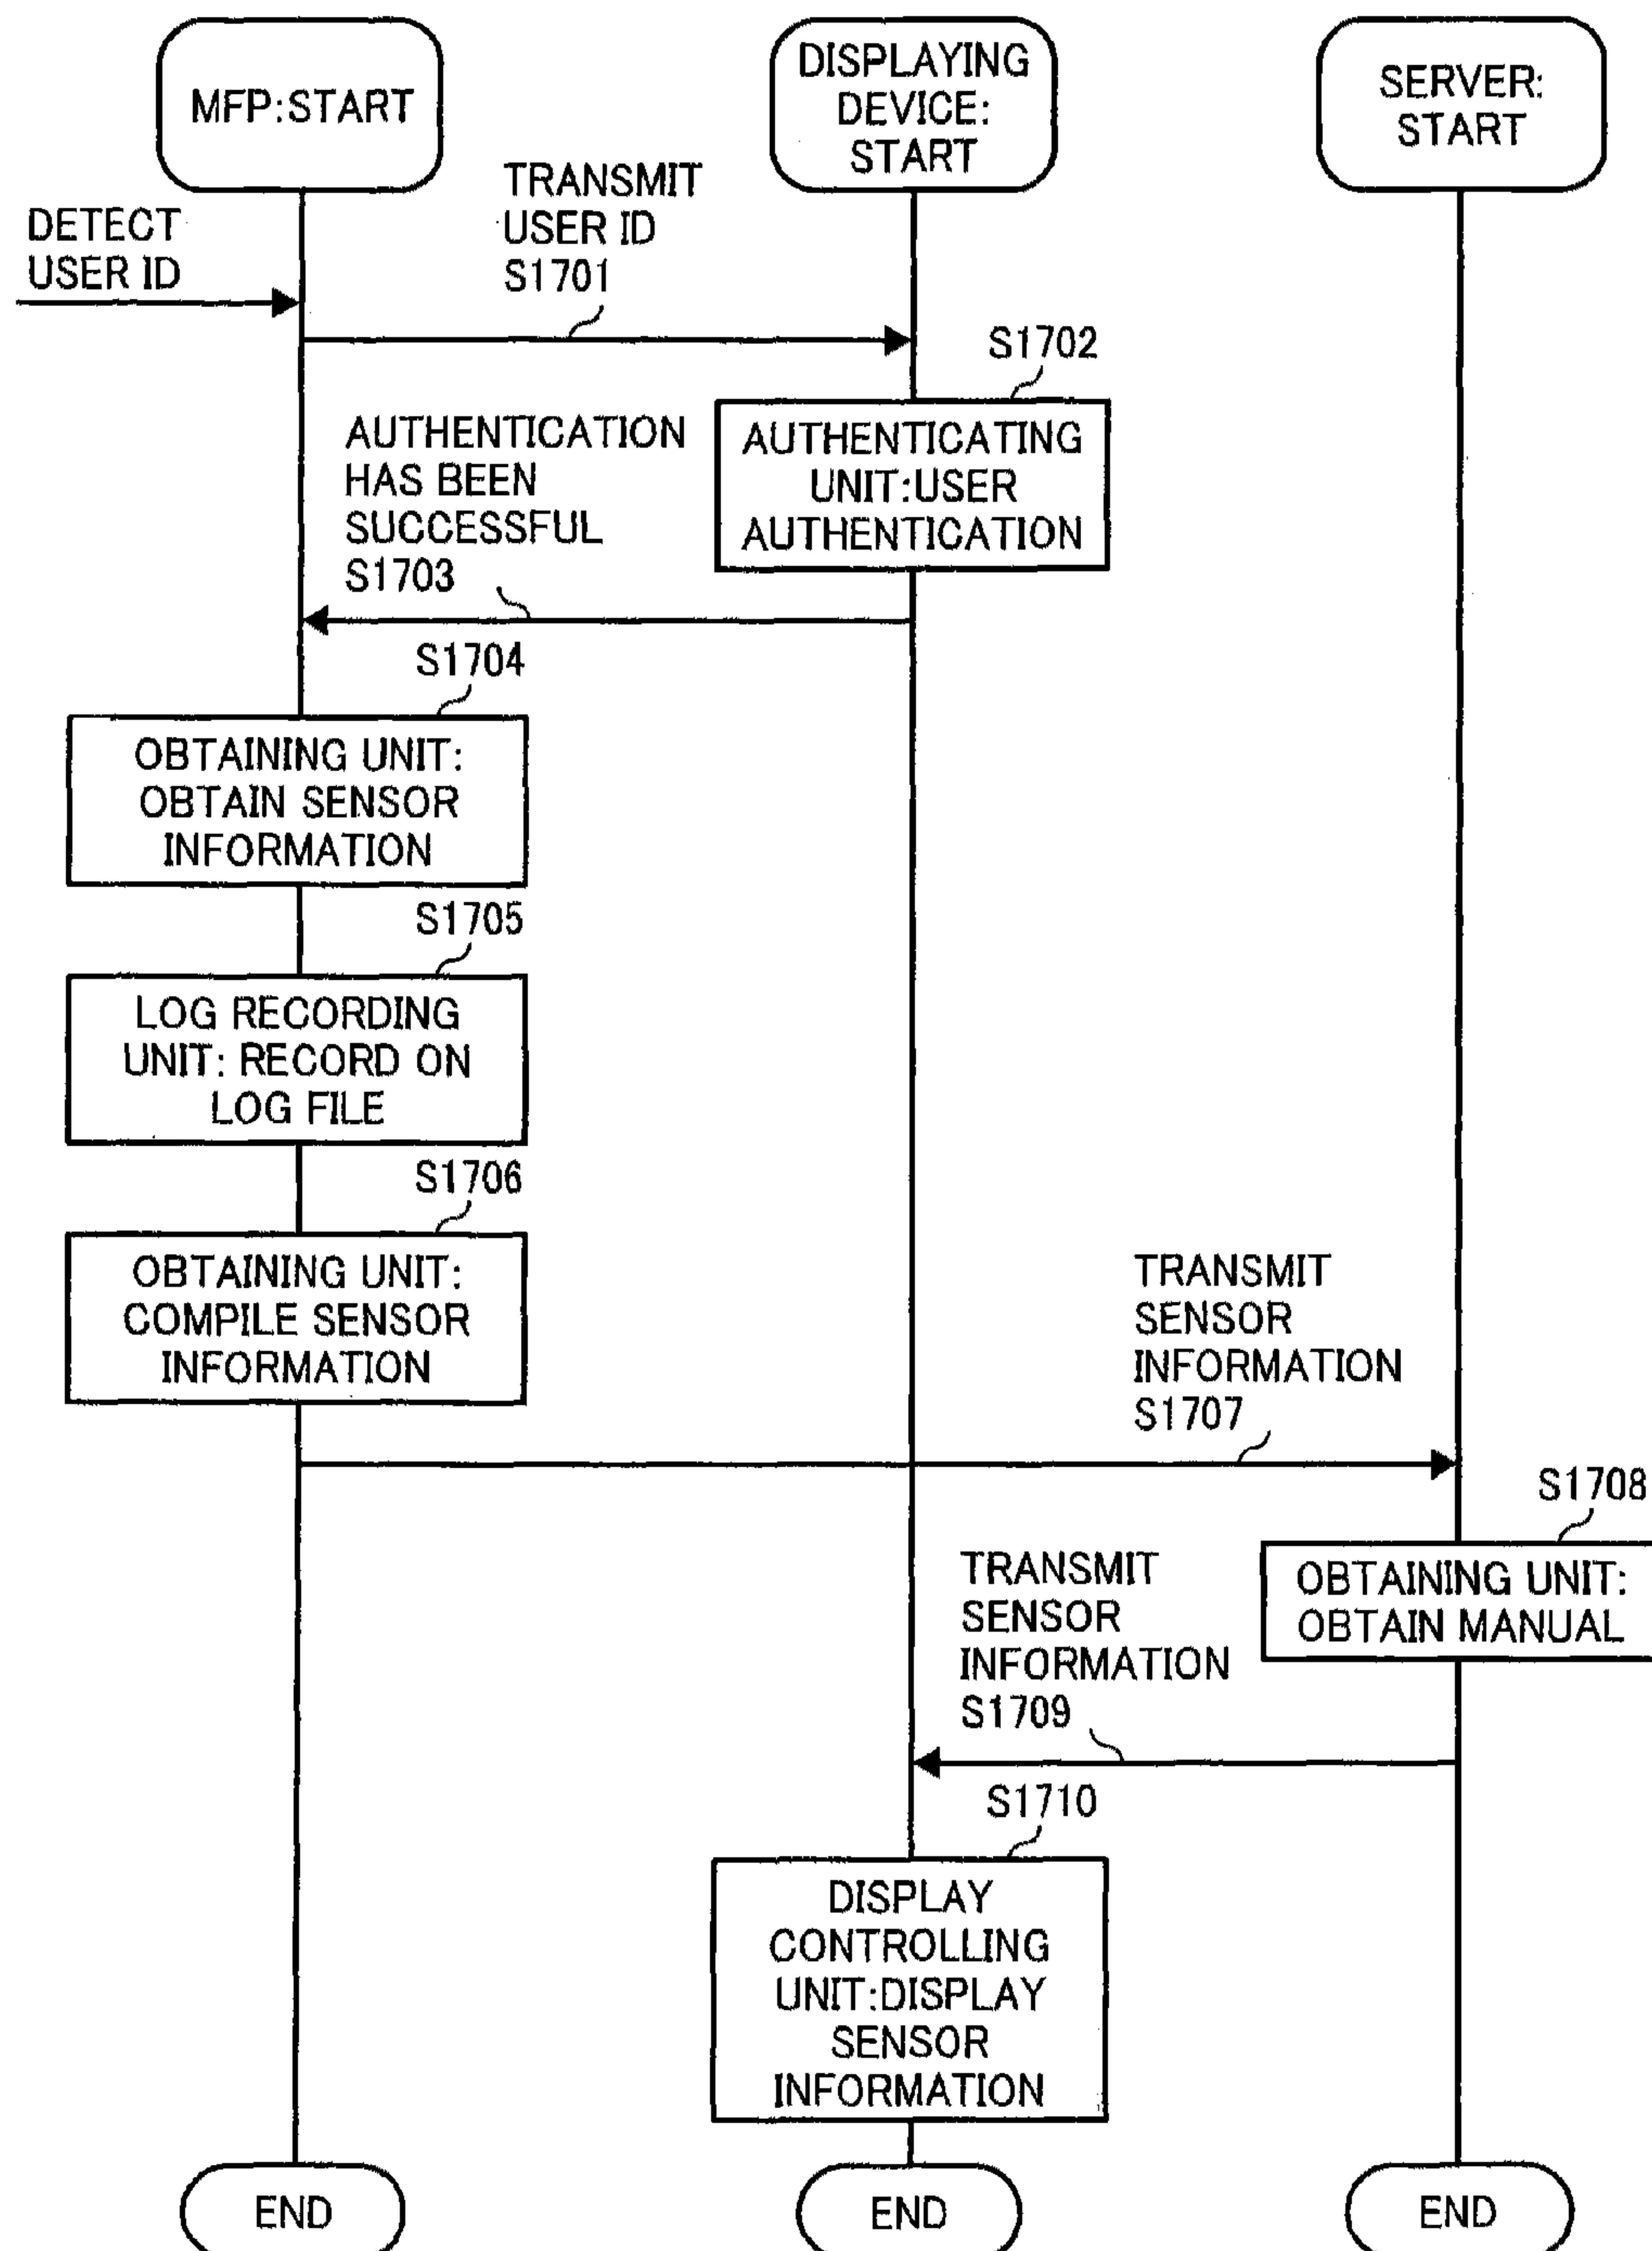 MFP:START
DISPLAYING
DEVICE:
START
SERVER:
START
DETECT
USER ID
TRANSMIT
USER ID
S1701
S1702
AUTHENTICATING
UNIT:USER
AUTHENTICATION
AUTHENTICATION
HAS BEEN
SUCCESSFUL
S1703
S1704
OBTAINING UNIT:
OBTAIN SENSOR
INFORMATION
S1705
LOG RECORDING
UNIT: RECORD ON
LOG FILE
S1706
OBTAINING UNIT:
COMPILE SENSOR
INFORMATION
TRANSMIT
SENSOR
INFORMATION
S1707
S1708
OBTAINING UNIT:
OBTAIN MANUAL
TRANSMIT
SENSOR
INFORMATION
S1709
S1710
DISPLAY
CONTROLLING
UNIT:DISPLAY
SENSOR
INFORMATION
END
END
END